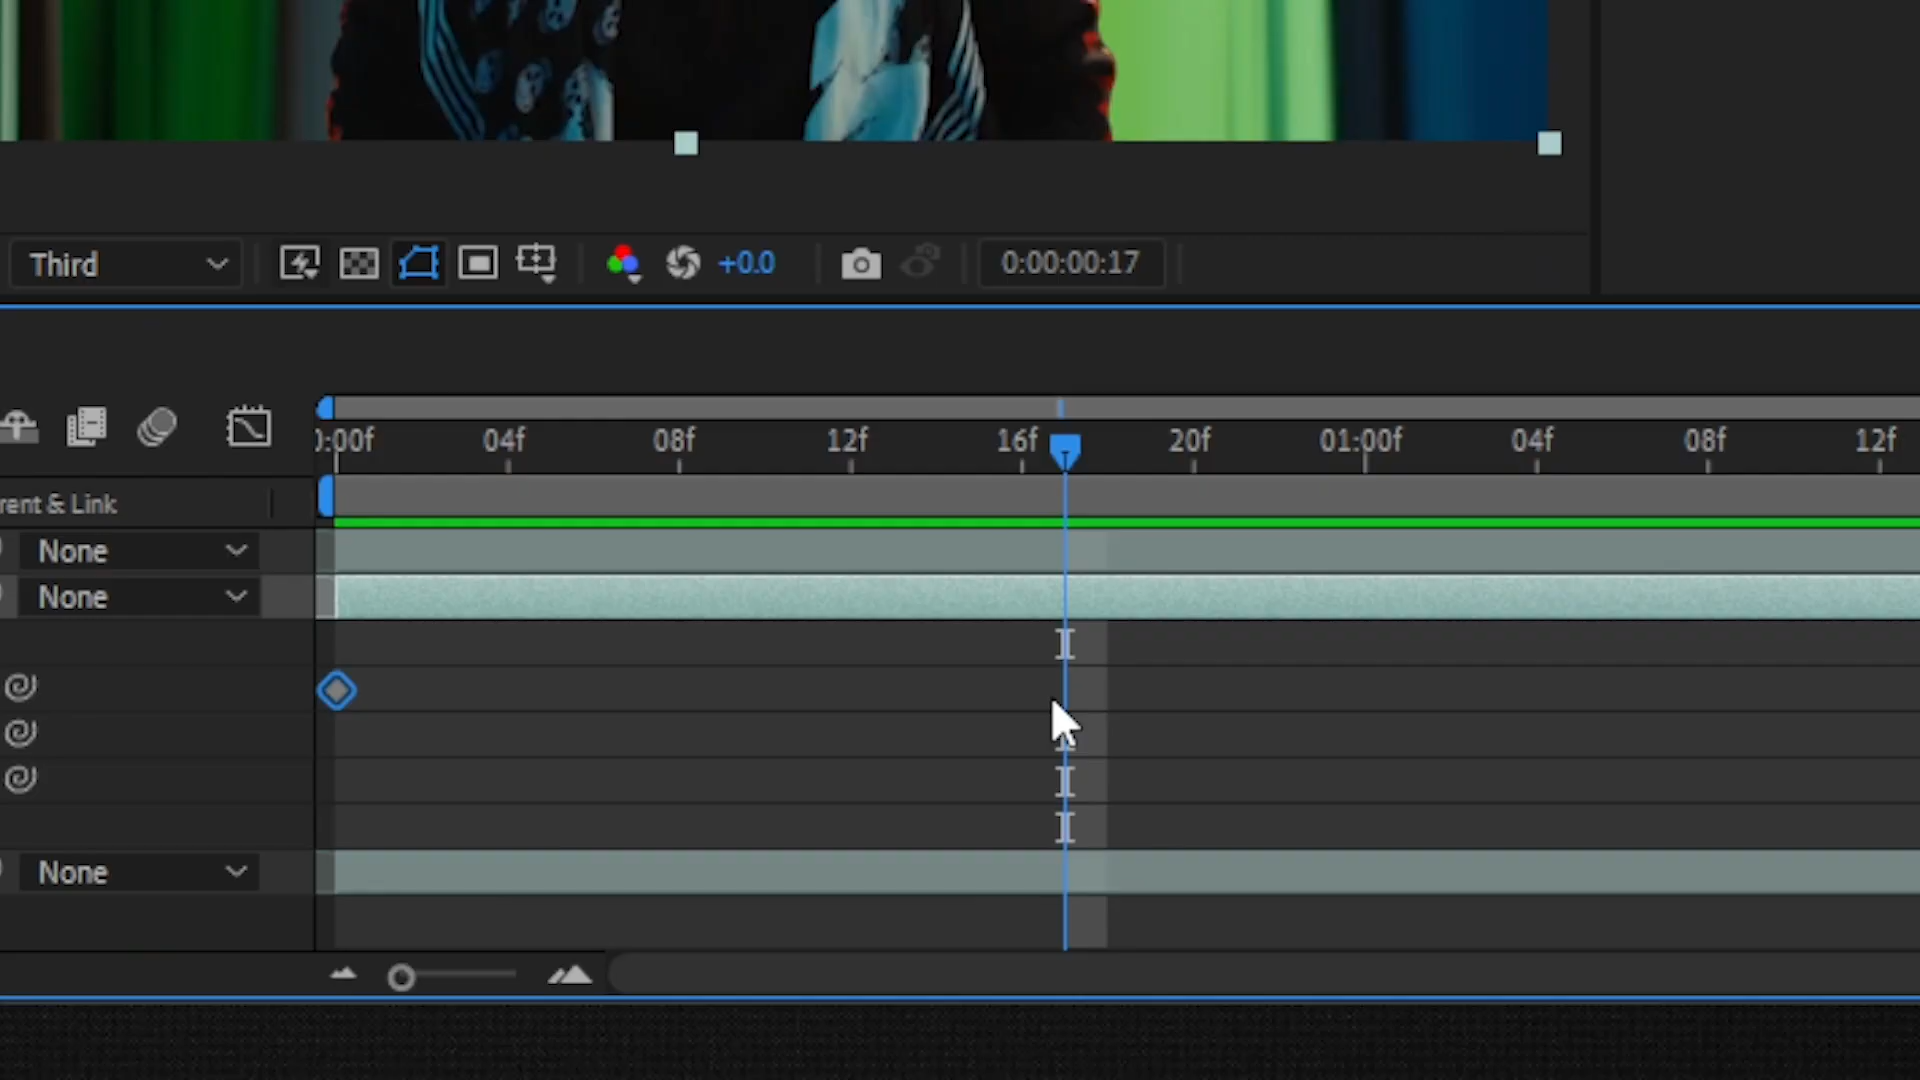 Third
+0.0
0:00:00:17
0:00f 04f 08f 12f 16f 20f 01:00f 04f 08f 12f
rent & Link
None
None
None